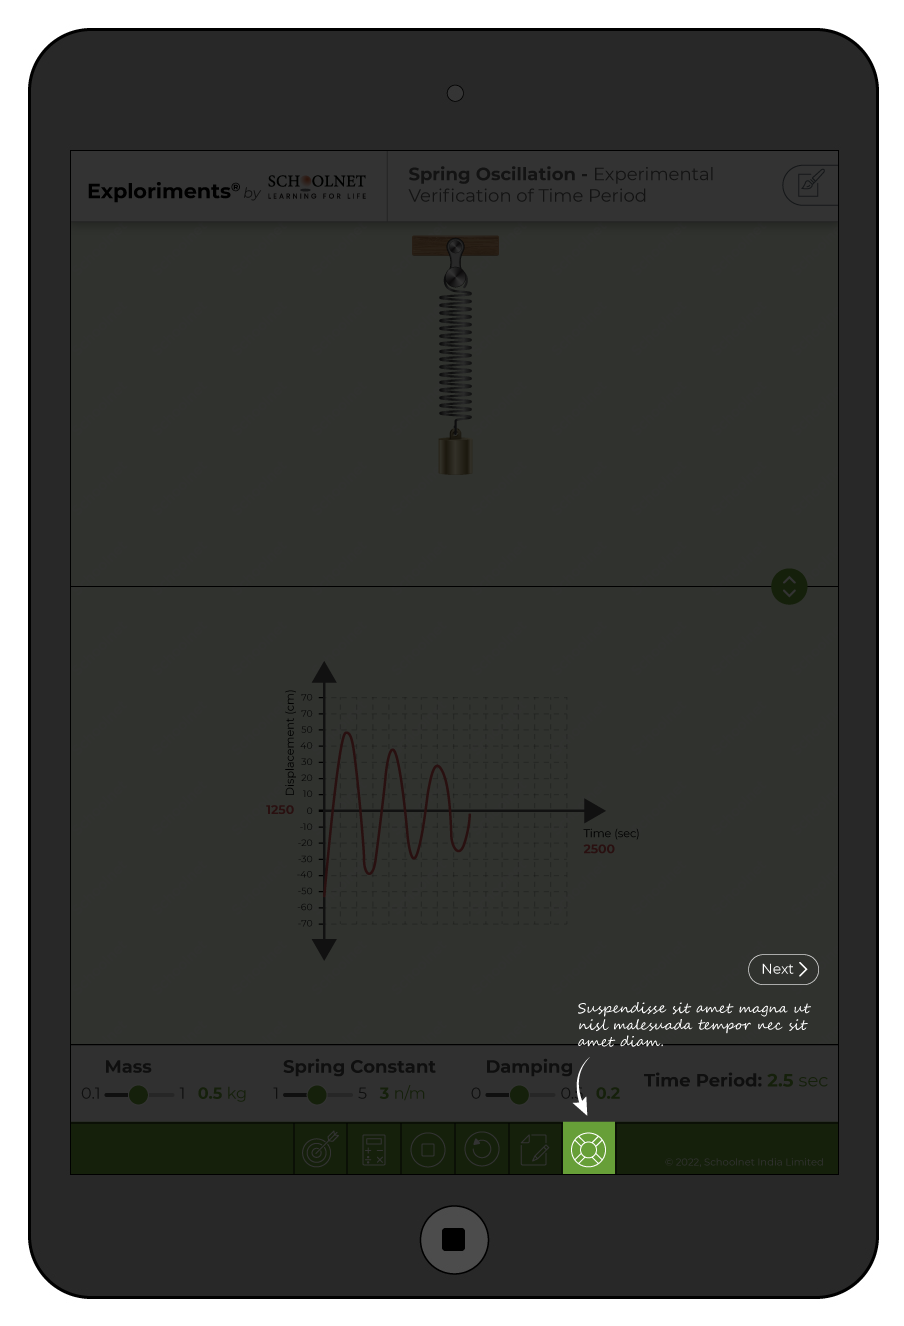 Exploriments® by SCHOOLNET
LEARNING FOR LIFE
Spring Oscillation - Experimental
Verification of Time Period
Displacement (cm)
70
70
50
40
30
20
10
1250 0
-10
-20
-30
-40
-50
-60
-70
Time (sec)
2500
Next
Suspendisse sit amet magna ut
nisl malesuada tempor nec sit
amet diam.
Mass
0.1 1 0.5 kg
Spring Constant
1 5 3 n/m
Damping
0 0. 0.2
Time Period: 2.5 sec
© 2022, Schoolnet India Limited